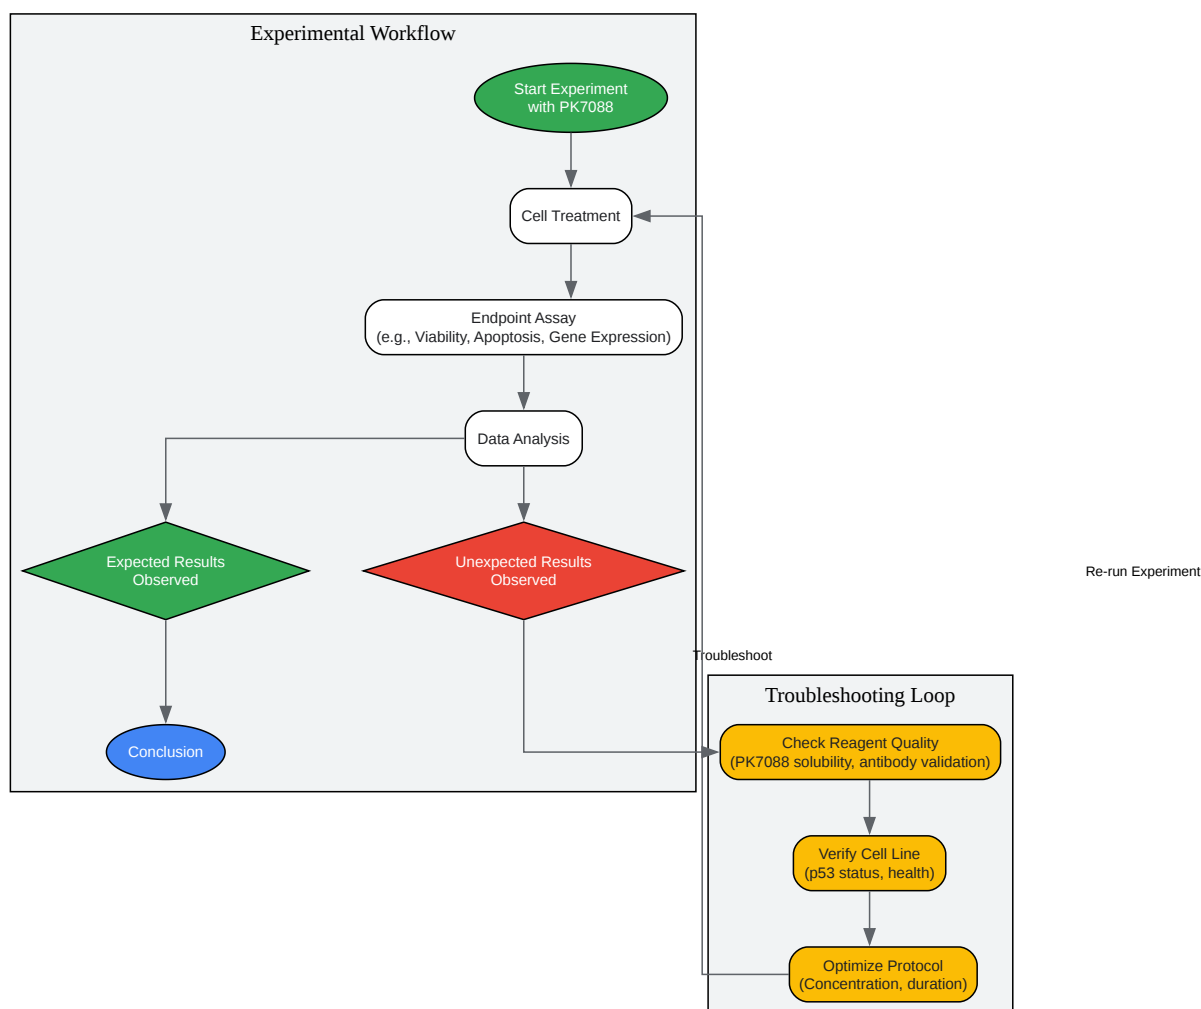 Experimental Workflow
Start Experiment
with PK7088
Cell Treatment
Endpoint Assay
(e.g., Viability, Apoptosis, Gene Expression)
Data Analysis
Expected Results
Observed
Unexpected Results
Observed
Re-run Experiment
Troubleshoot
Conclusion
Troubleshooting Loop
Check Reagent Quality
(PK7088 solubility, antibody validation)
Verify Cell Line
(p53 status, health)
Optimize Protocol
(Concentration, duration)